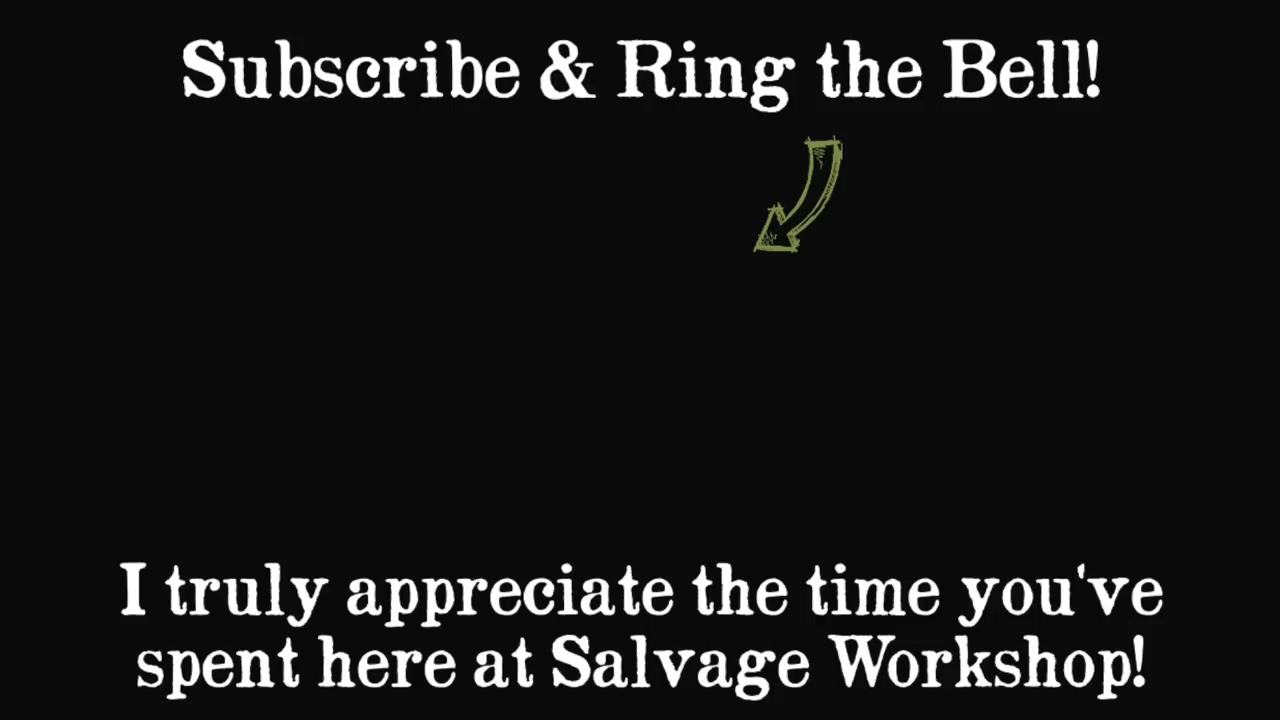 Subscribe & Ring the Bell!
I truly appreciate the time you've
spent here at Salvage Workshop!